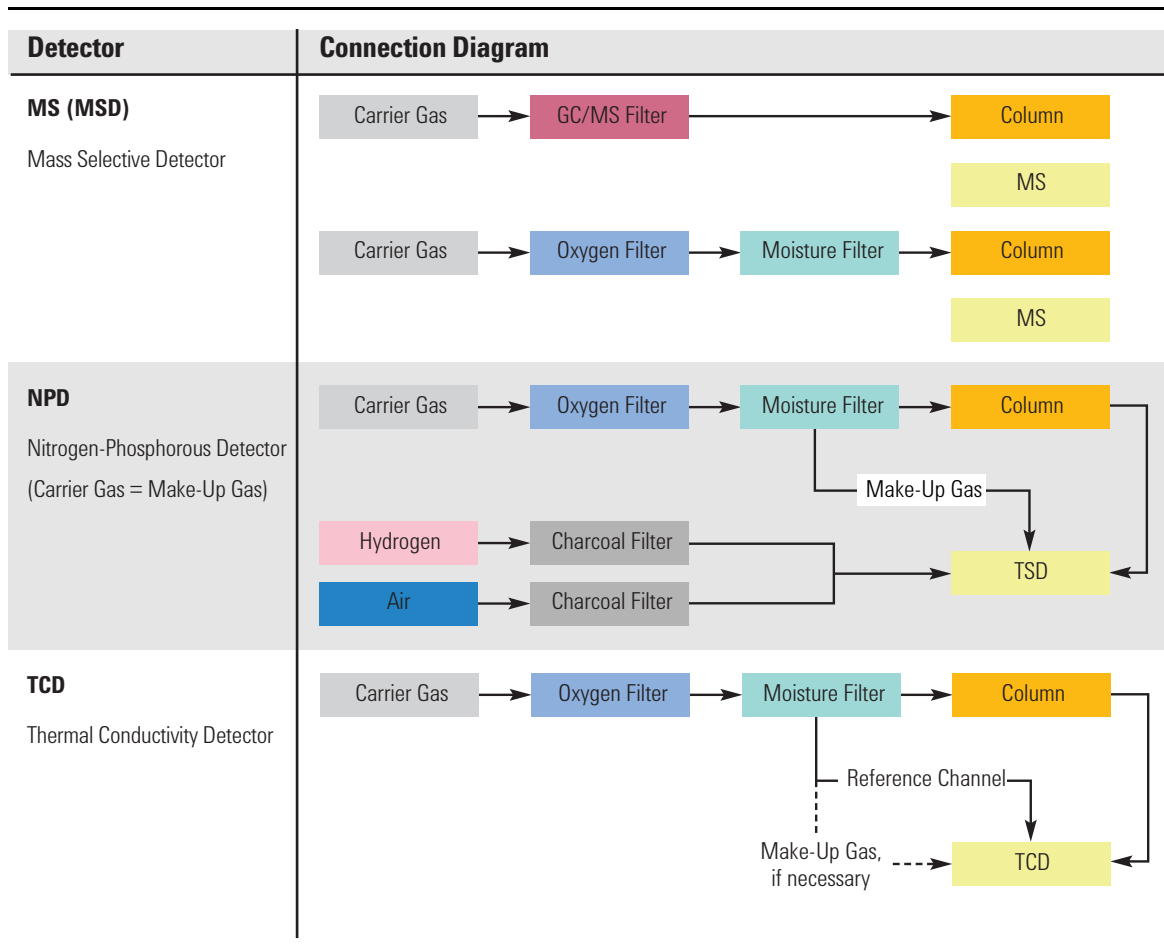 Detector
Connection Diagram
MS (MSD)
Mass Selective Detector
Carrier Gas
GC/MS Filter
Column
MS
Carrier Gas
Oxygen Filter
Moisture Filter
Column
MS
NPD
Nitrogen-Phosphorous Detector
(Carrier Gas = Make-Up Gas)
Carrier Gas
Oxygen Filter
Moisture Filter
Column
Make-Up Gas
Hydrogen
Charcoal Filter
TSD
Air
Charcoal Filter
TCD
Thermal Conductivity Detector
Carrier Gas
Oxygen Filter
Moisture Filter
Column
Reference Channel
Make-Up Gas,
if necessary
TCD